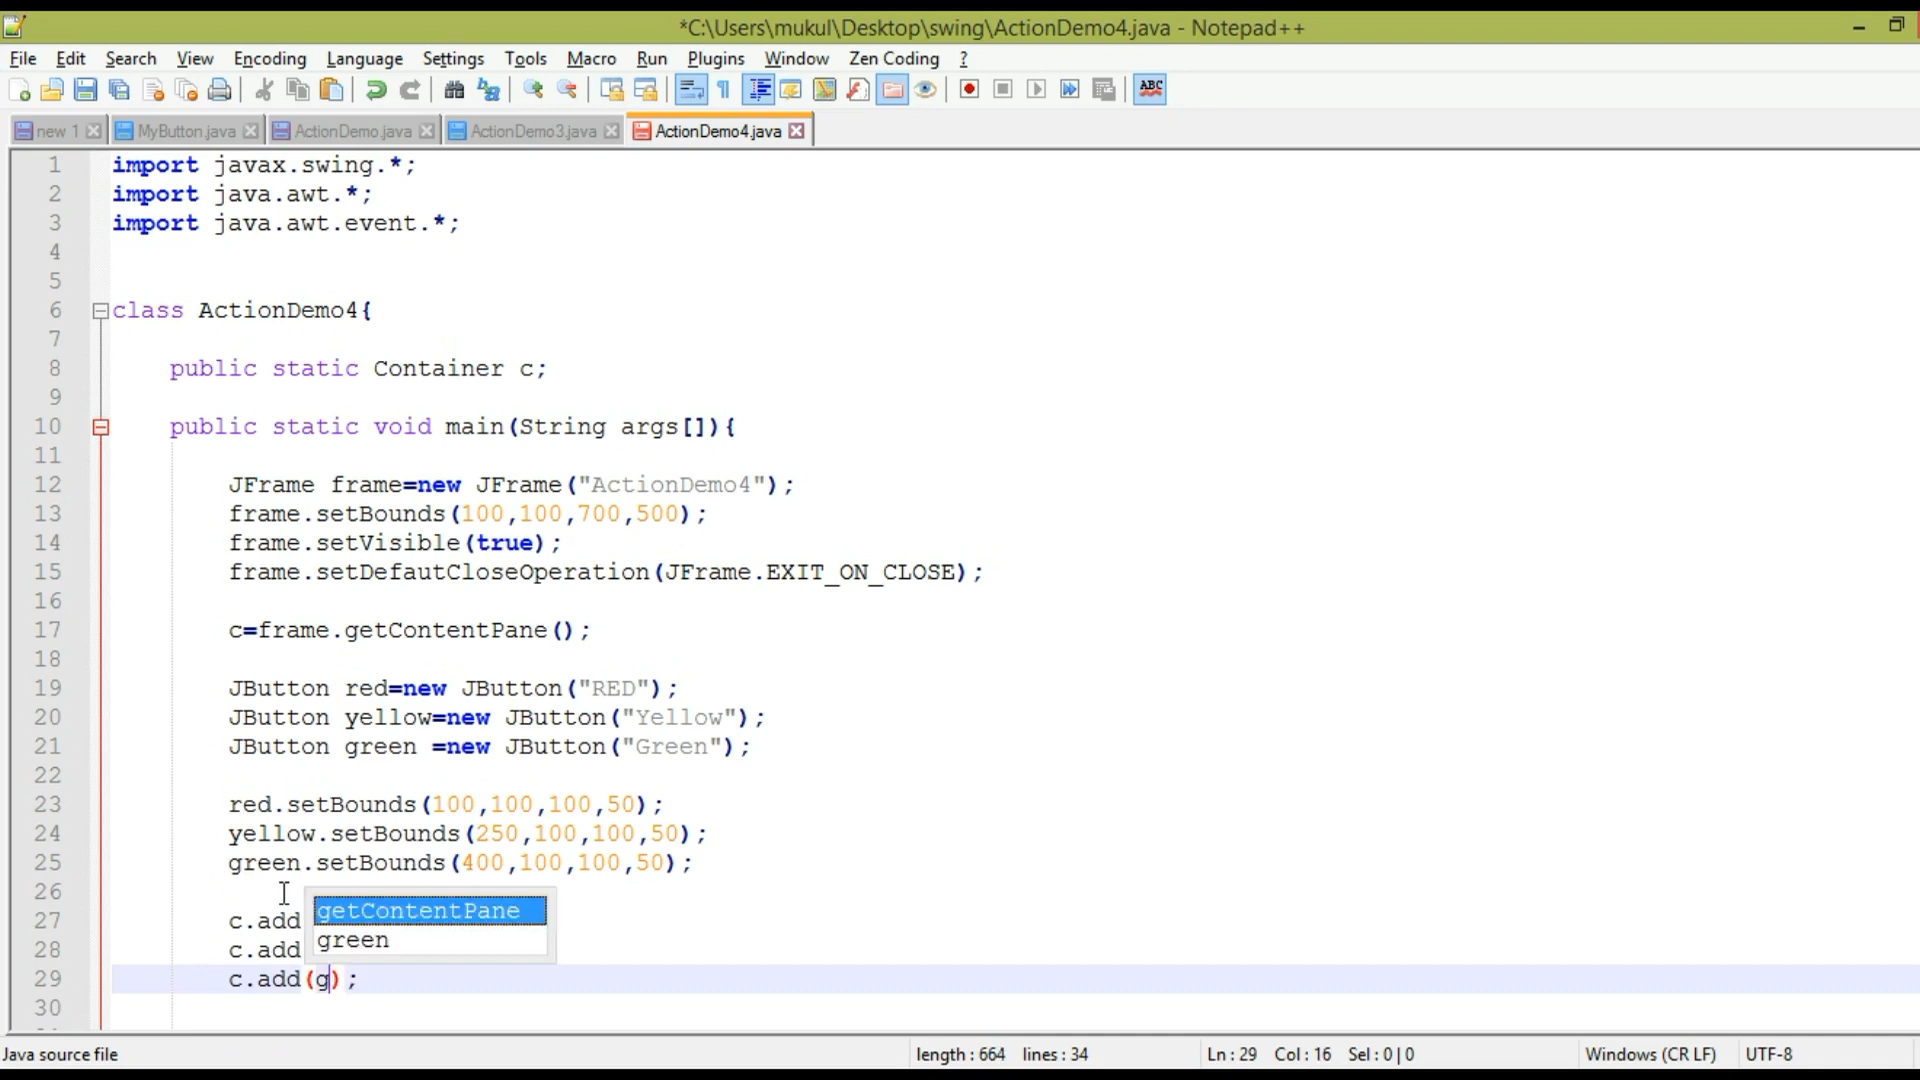 *C:\Users\mukul\Desktop\swing\ActionDemo4.java - Notepad++
File Edit Search View Encoding Language Settings Tools Macro Run Plugins Window Zen Coding ?
ABC
new 1 MyButton.java ActionDemo.java ActionDemo3.java ActionDemo4.java
1 import javax.swing.*;
2 import java.awt.*;
3 import java.awt.event.*;
4
5
6 class ActionDemo4{
7
8 public static Container c;
9
10 public static void main(String args[]){
11
12 JFrame frame=new JFrame("ActionDemo4");
13 frame.setBounds(100,100,700,500);
14 frame.setVisible(true);
15 frame.setDefautCloseOperation(JFrame.EXIT_ON_CLOSE);
16
17 c=frame.getContentPane();
18
19 JButton red=new JButton("RED");
20 JButton yellow=new JButton("Yellow");
21 JButton green =new JButton("Green");
22
23 red.setBounds(100,100,100,50);
24 yellow.setBounds(250,100,100,50);
25 green.setBounds(400,100,100,50);
26
getContentPane
27 c.add
green
28 c.add
29 c.add(g);
30
Java source file length : 664 lines : 34 Ln : 29 Col : 16 Sel : 0 | 0 Windows (CR LF) UTF-8